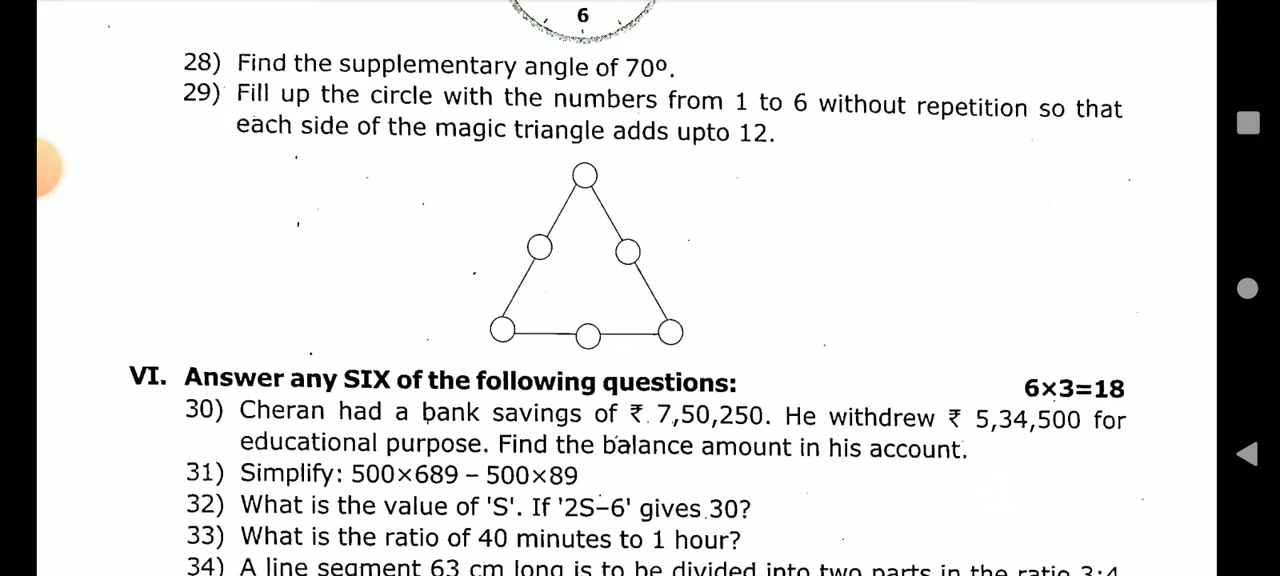 6
28) Find the supplementary angle of 70º.
29) Fill up the circle with the numbers from 1 to 6 without repetition so that
each side of the magic triangle adds upto 12.
VI. Answer any SIX of the following questions: 6×3=18
30) Cheran had a bank savings of ₹ 7,50,250. He withdrew ₹ 5,34,500 for
educational purpose. Find the balance amount in his account.
31) Simplify: 500×689 – 500×89
32) What is the value of 'S'. If '2S–6' gives 30?
33) What is the ratio of 40 minutes to 1 hour?
34) A line segment 63 cm long is to be divided into two parts in the ratio 3:4